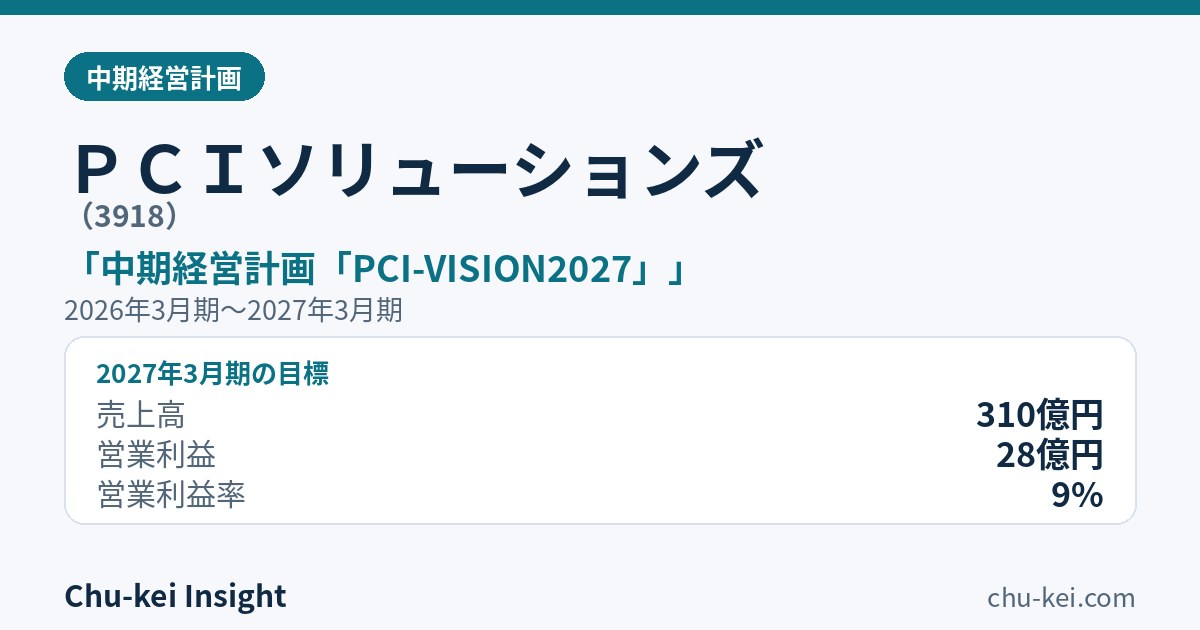 中期経営計画
ＰＣＩソリューションズ
（3918）
「中期経営計画「PCI-VISION2027」」
2026年3月期～2027年3月期
2027年3月期の目標
売上高 310億円
営業利益 28億円
営業利益率 9%
Chu-kei Insight chu-kei.com